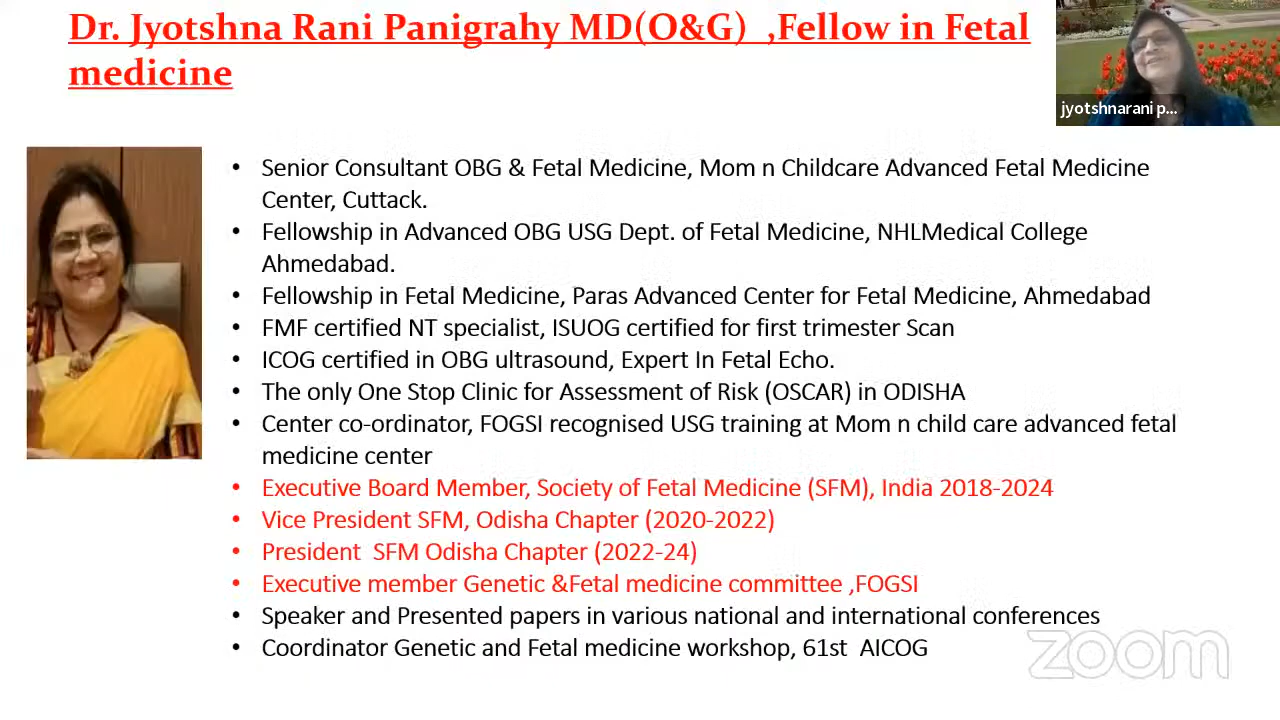 Dr. Jyotshna Rani Panigrahy MD(O&G) ,Fellow in Fetal
medicine
jyotshnarani p...
• Senior Consultant OBG & Fetal Medicine, Mom n Childcare Advanced Fetal Medicine
Center, Cuttack.
• Fellowship in Advanced OBG USG Dept. of Fetal Medicine, NHLMedical College
Ahmedabad.
• Fellowship in Fetal Medicine, Paras Advanced Center for Fetal Medicine, Ahmedabad
• FMF certified NT specialist, ISUOG certified for first trimester Scan
• ICOG certified in OBG ultrasound, Expert In Fetal Echo.
• The only One Stop Clinic for Assessment of Risk (OSCAR) in ODISHA
• Center co-ordinator, FOGSI recognised USG training at Mom n child care advanced fetal
medicine center
• Executive Board Member, Society of Fetal Medicine (SFM), India 2018-2024
• Vice President SFM, Odisha Chapter (2020-2022)
• President SFM Odisha Chapter (2022-24)
• Executive member Genetic &Fetal medicine committee ,FOGSI
• Speaker and Presented papers in various national and international conferences
• Coordinator Genetic and Fetal medicine workshop, 61st AICOG
zoom